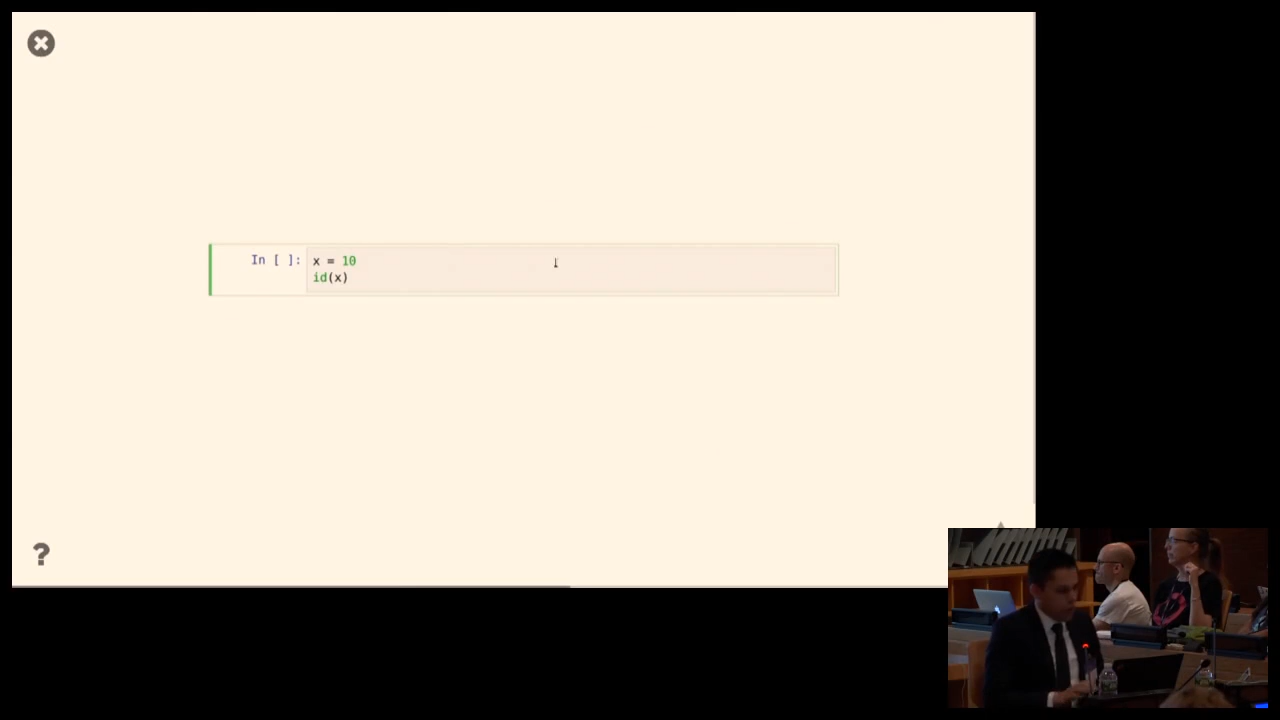 In [ ]: x = 10
id(x)
?